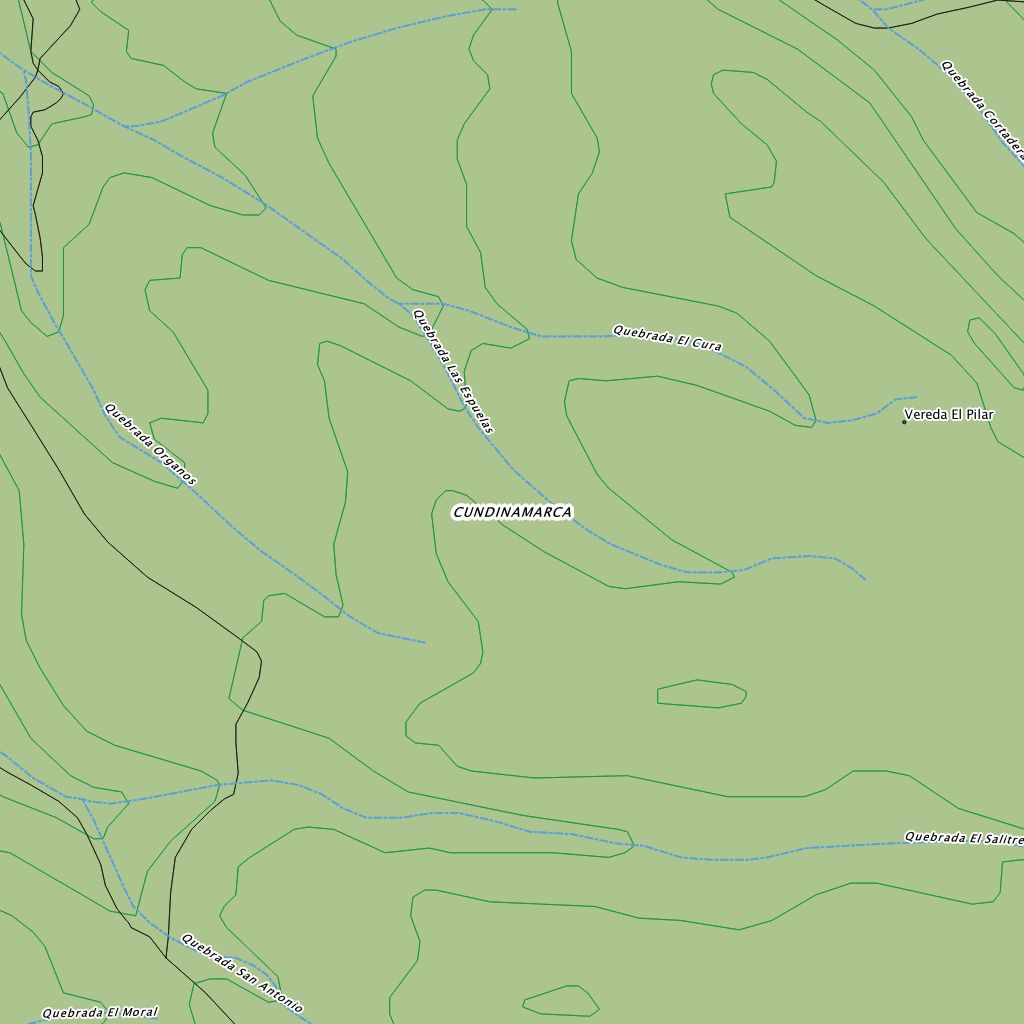 Quebrada Cortadera
Quebrada El Cura
Quebrada Las Espuelas
Vereda El Pilar
Quebrada Organos
CUNDINAMARCA
Quebrada El Salitre
Quebrada San Antonio
Quebrada El Moral